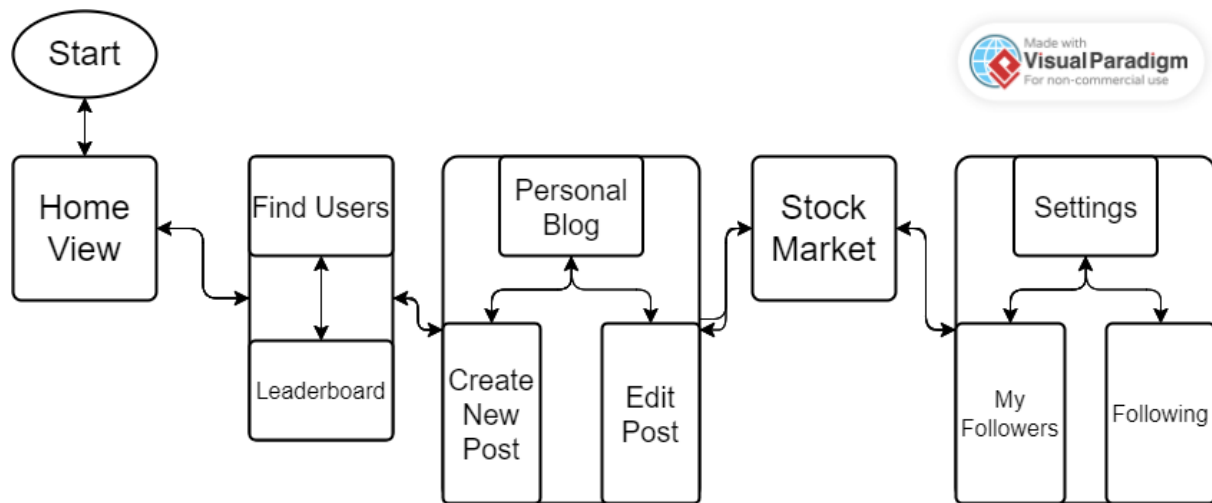 Start
Made with
Visual Paradigm
For non-commercial use
Home
View
Find Users
Leaderboard
Personal
Blog
Create
New
Post
Edit
Post
Stock
Market
Settings
My
Followers
Following